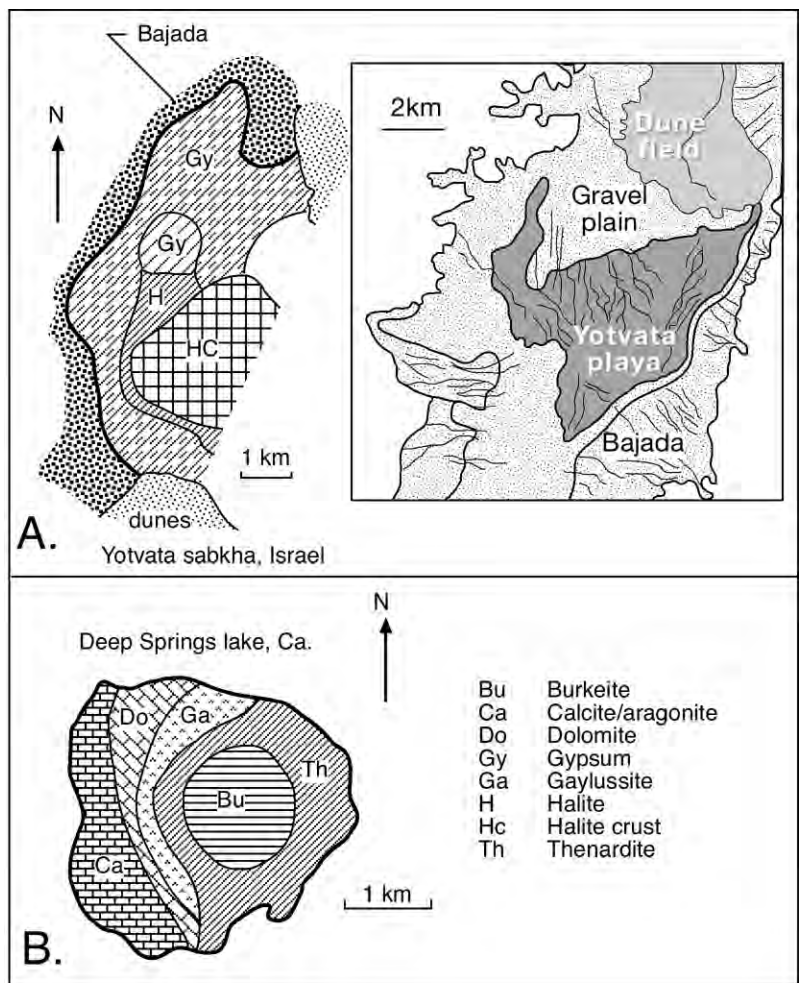 Bajada
N
Gy
Gy
H
HC
1 km
dunes
A.
Yotvata sabkha, Israel
2km
Dune
field
Gravel
plain
Yotvata
playa
Bajada
N
Deep Springs lake, Ca.
Do
Ga
Th
Bu
Ca
1 km
B.
Bu Burkeite
Ca Calcite/aragonite
Do Dolomite
Gy Gypsum
Ga Gaylussite
H Halite
Hc Halite crust
Th Thenardite